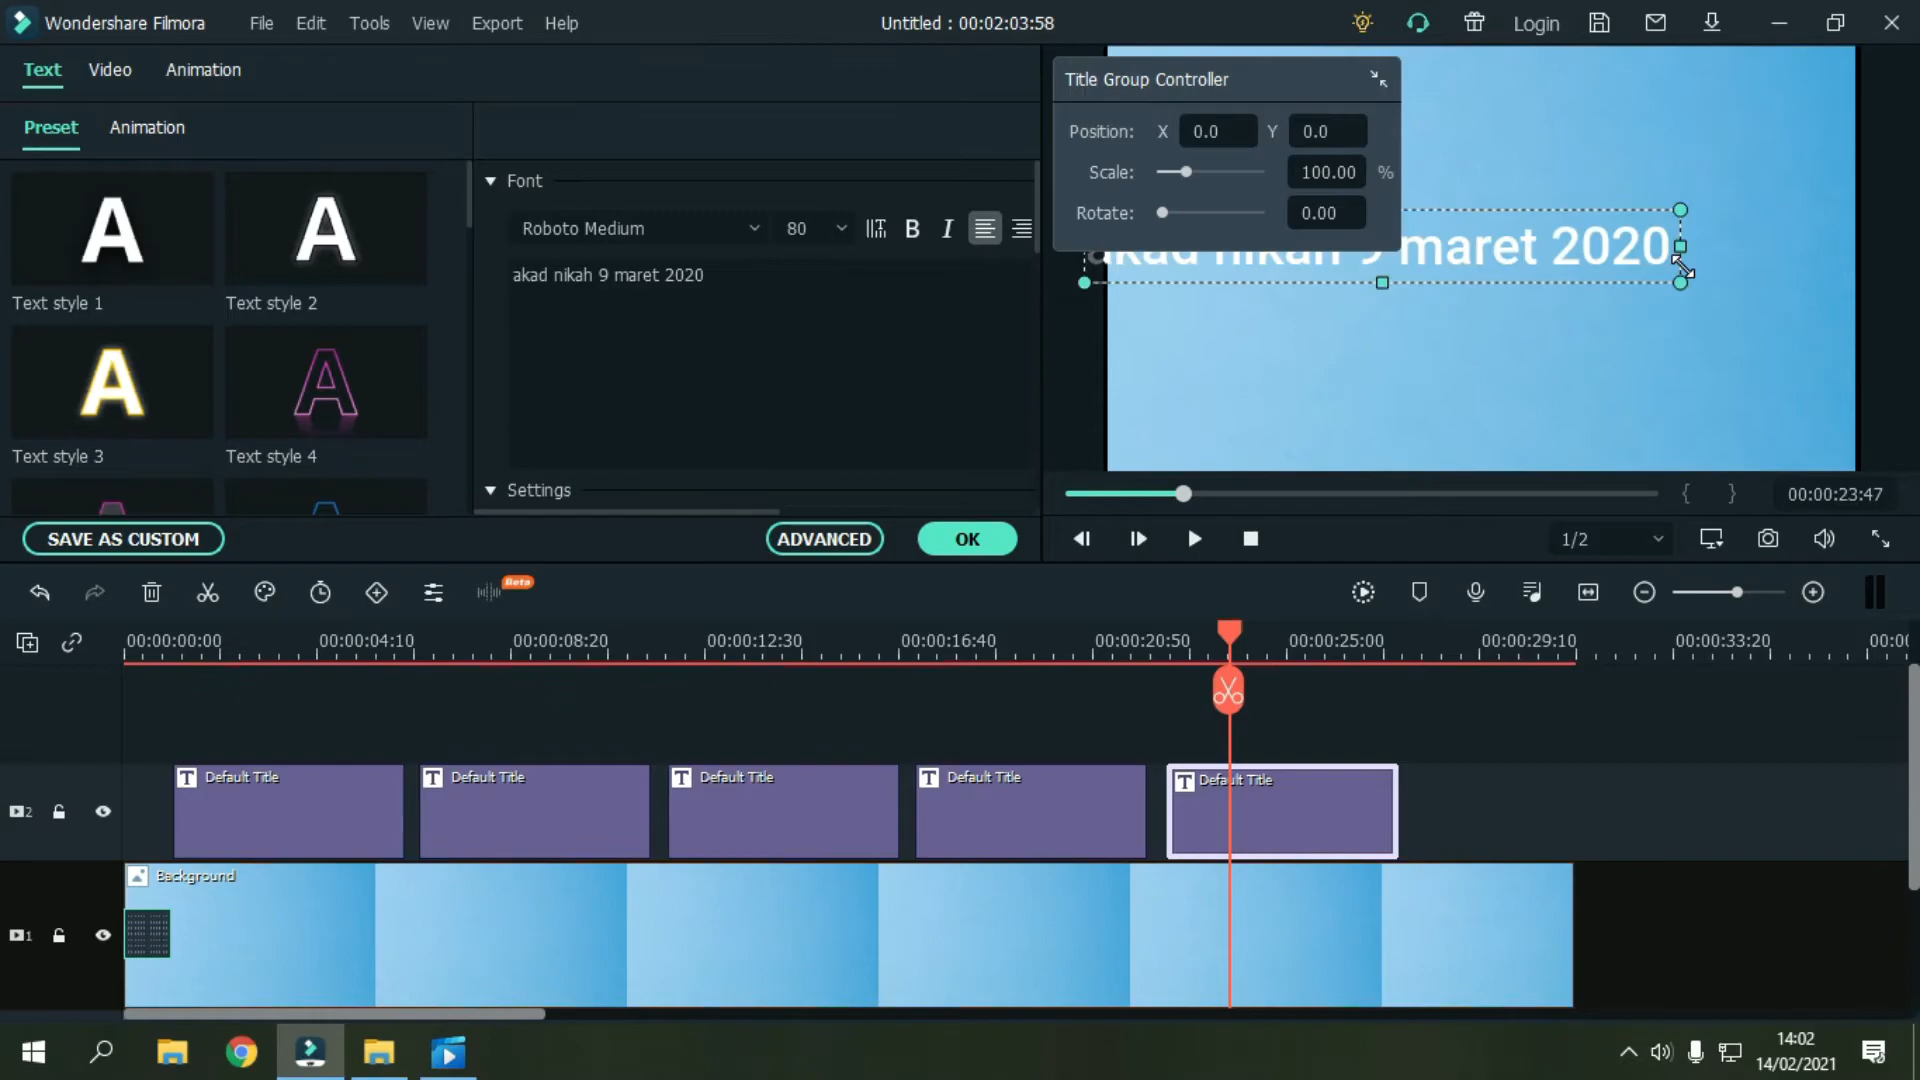 Wondershare Filmora
File Edit Tools View Export Help
Untitled : 00:02:03:58
Login
Text Video Animation
Preset Animation
Text style 1
Text style 2
Text style 3
Text style 4
SAVE AS CUSTOM
Font
Roboto Medium 80
B I
akad nikah 9 maret 2020
Settings
ADVANCED OK
Title Group Controller
Position: X 0.0 Y 0.0
Scale: 100.00 %
Rotate: 0.00
akad nikah 9 maret 2020
{ } 00:00:23:47
1/2
Beta
00:00:00:00 00:00:04:10 00:00:08:20 00:00:12:30 00:00:16:40 00:00:20:50 00:00:25:00 00:00:29:10 00:00:33:20
T Default Title T Default Title T Default Title T Default Title T Default Title
2
Background
1
14:02
14/02/2021